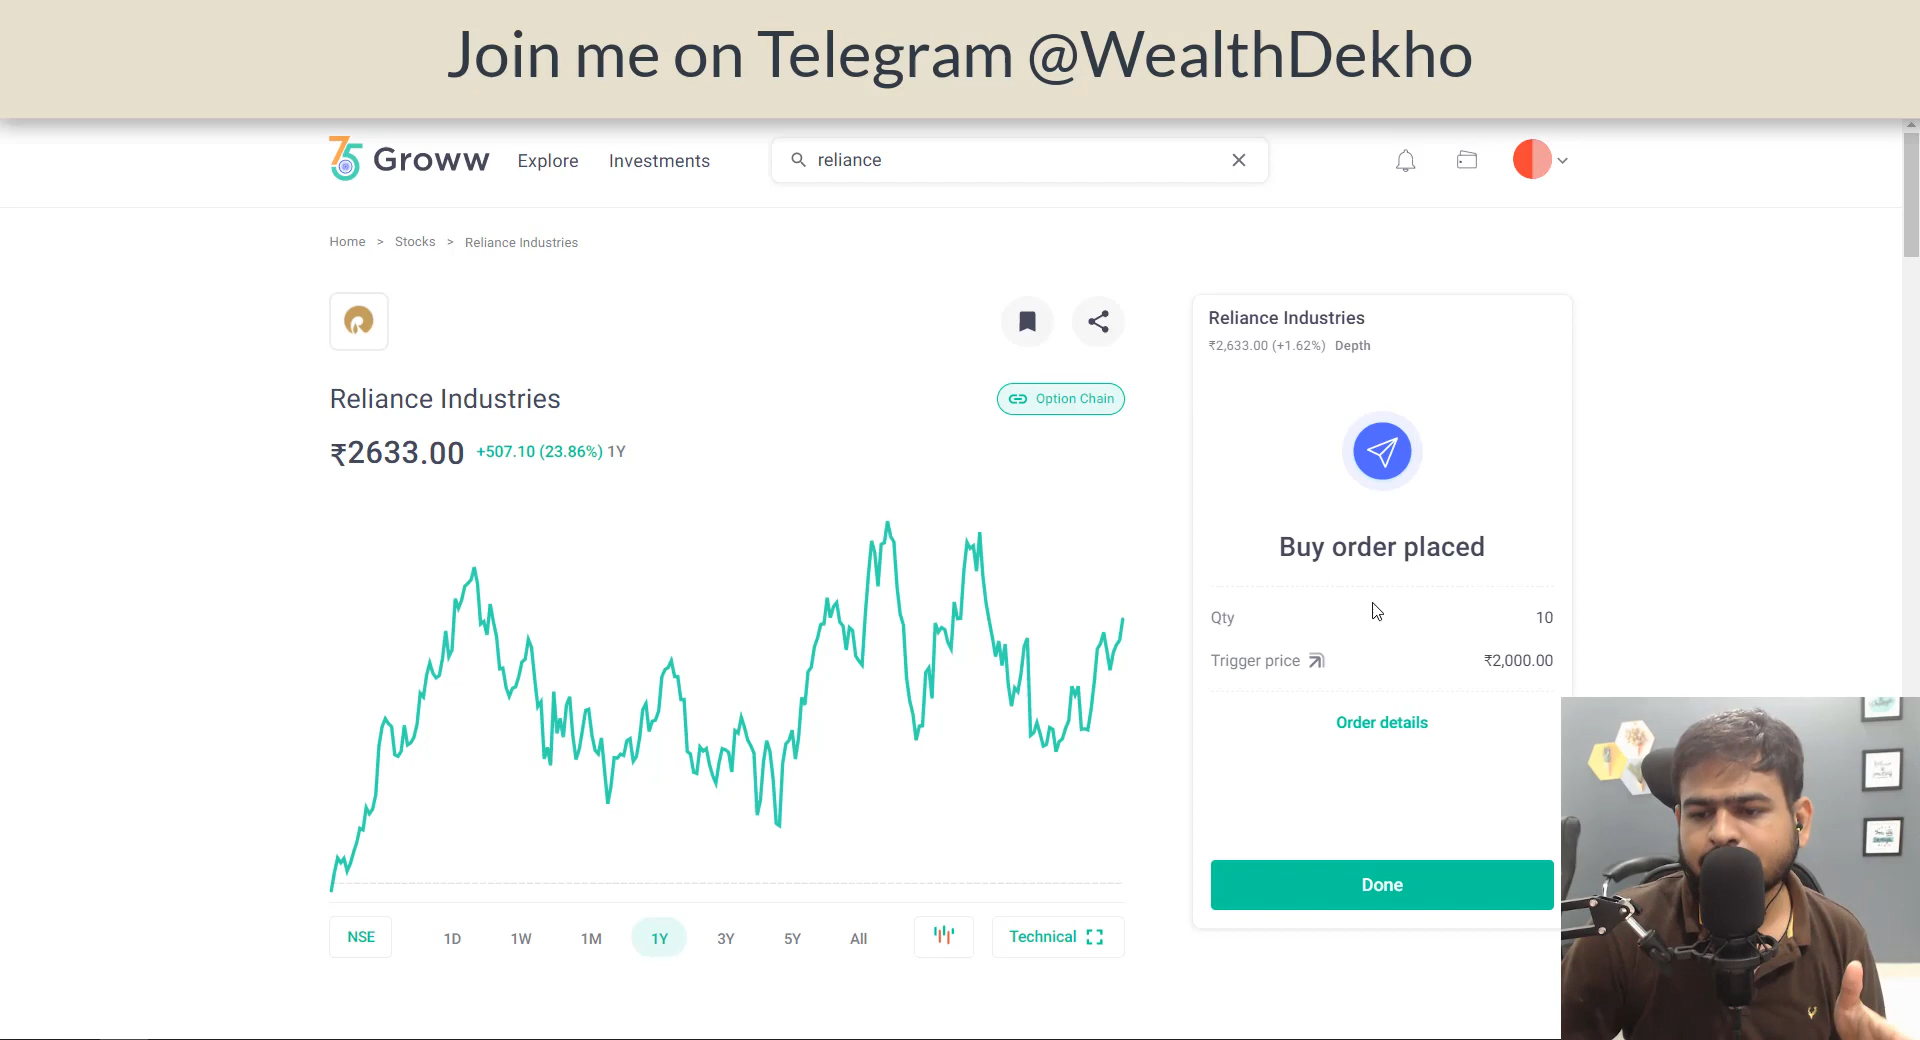 Join me on Telegram @WealthDekho
75 Groww Explore Investments reliance
Home > Stocks > Reliance Industries
Reliance Industries
₹2,633.00 (+1.62%) Depth
Reliance Industries
Option Chain
₹2633.00 +507.10 (23.86%) 1Y
Buy order placed
Qty 10
Trigger price ₹2,000.00
Order details
Done
NSE 1D 1W 1M 1Y 3Y 5Y All Technical